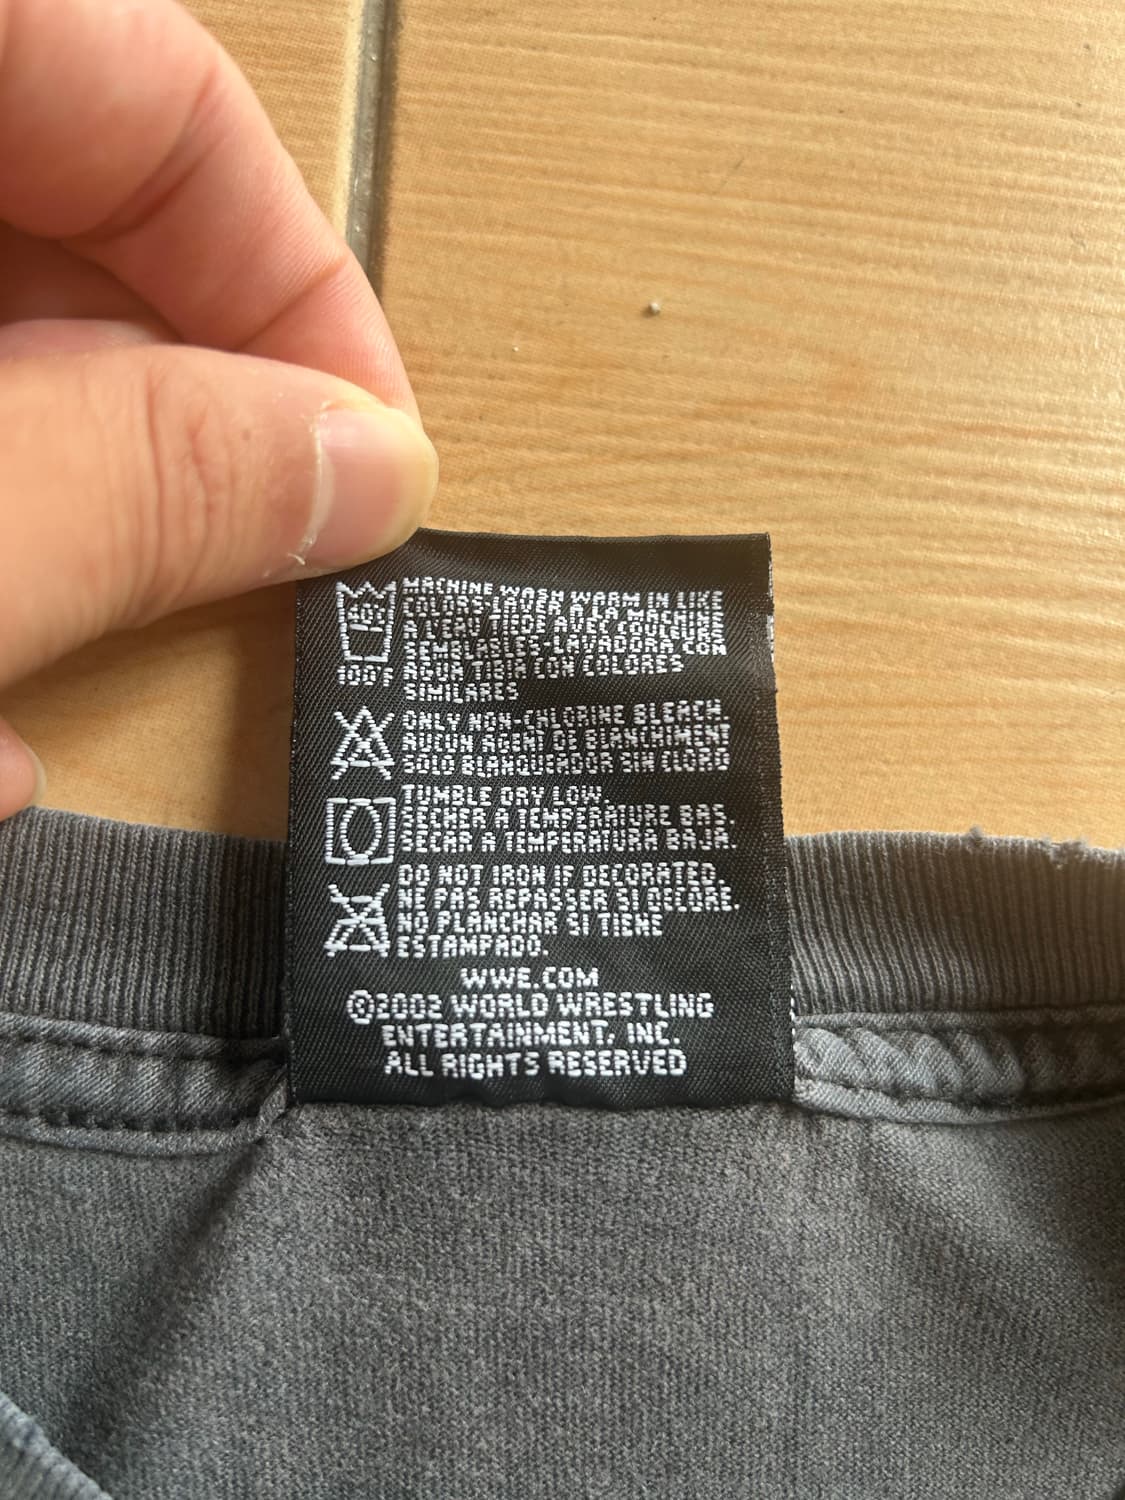 MACHINE WASH WARM IN LIKE
COLORS-LAVER A LA MACHINE
A L'EAU TIEDE AVEC COULEURS
SEMBLABLES-LAVADORA CON
AGUA TIBIA CON COLORES
SIMILARES
ONLY NON-CHLORINE BLEACH.
AUCUN AGENT DE BLANCHIMENT
SOLO BLANQUEADOR SIN CLORO
TUMBLE DRY LOW.
SECHER A TEMPERATURE BAS.
SECAR A TEMPERATURA BAJA.
DO NOT IRON IF DECORATED.
NE PAS REPASSER SI DECORE.
NO PLANCHAR SI TIENE
ESTAMPADO.
WWE.COM
©2003 WORLD WRESTLING
ENTERTAINMENT, INC.
ALL RIGHTS RESERVED